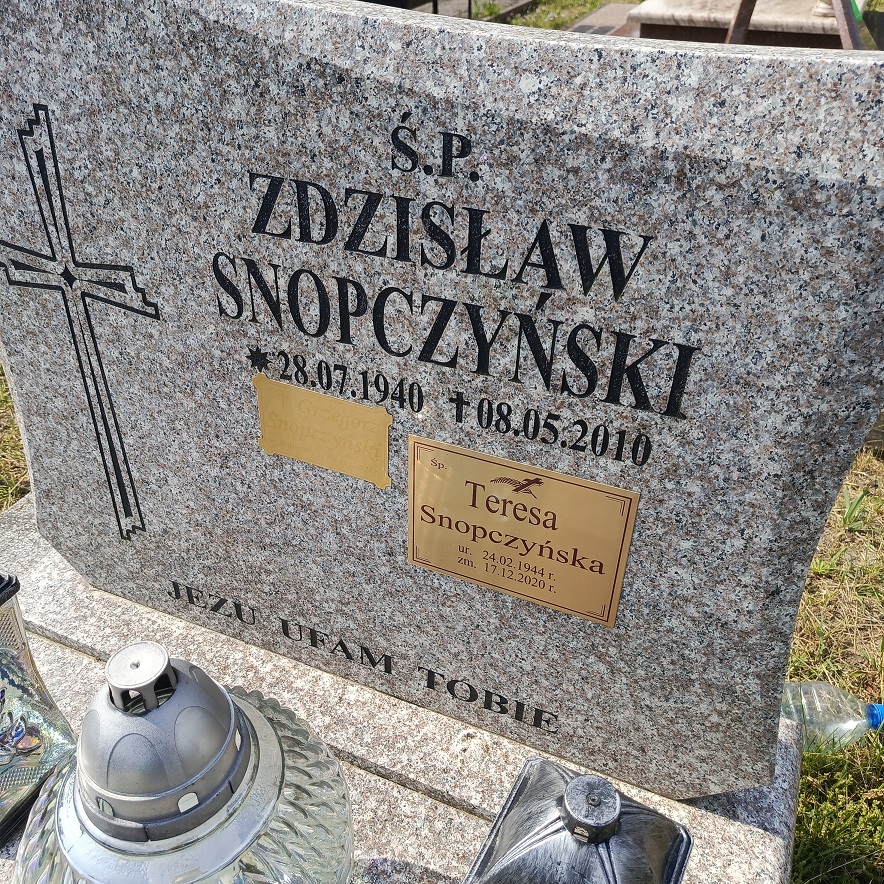 Ś.P.
ZDZISŁAW
SNOPCZYŃSKI
28.07.1940 08.05.2010
Snopczyński
Śp.
Teresa
Snopczyńska
ur. 24.02.1944 r.
zm. 17.12.2020 r.
JEZU UFAM TOBIE